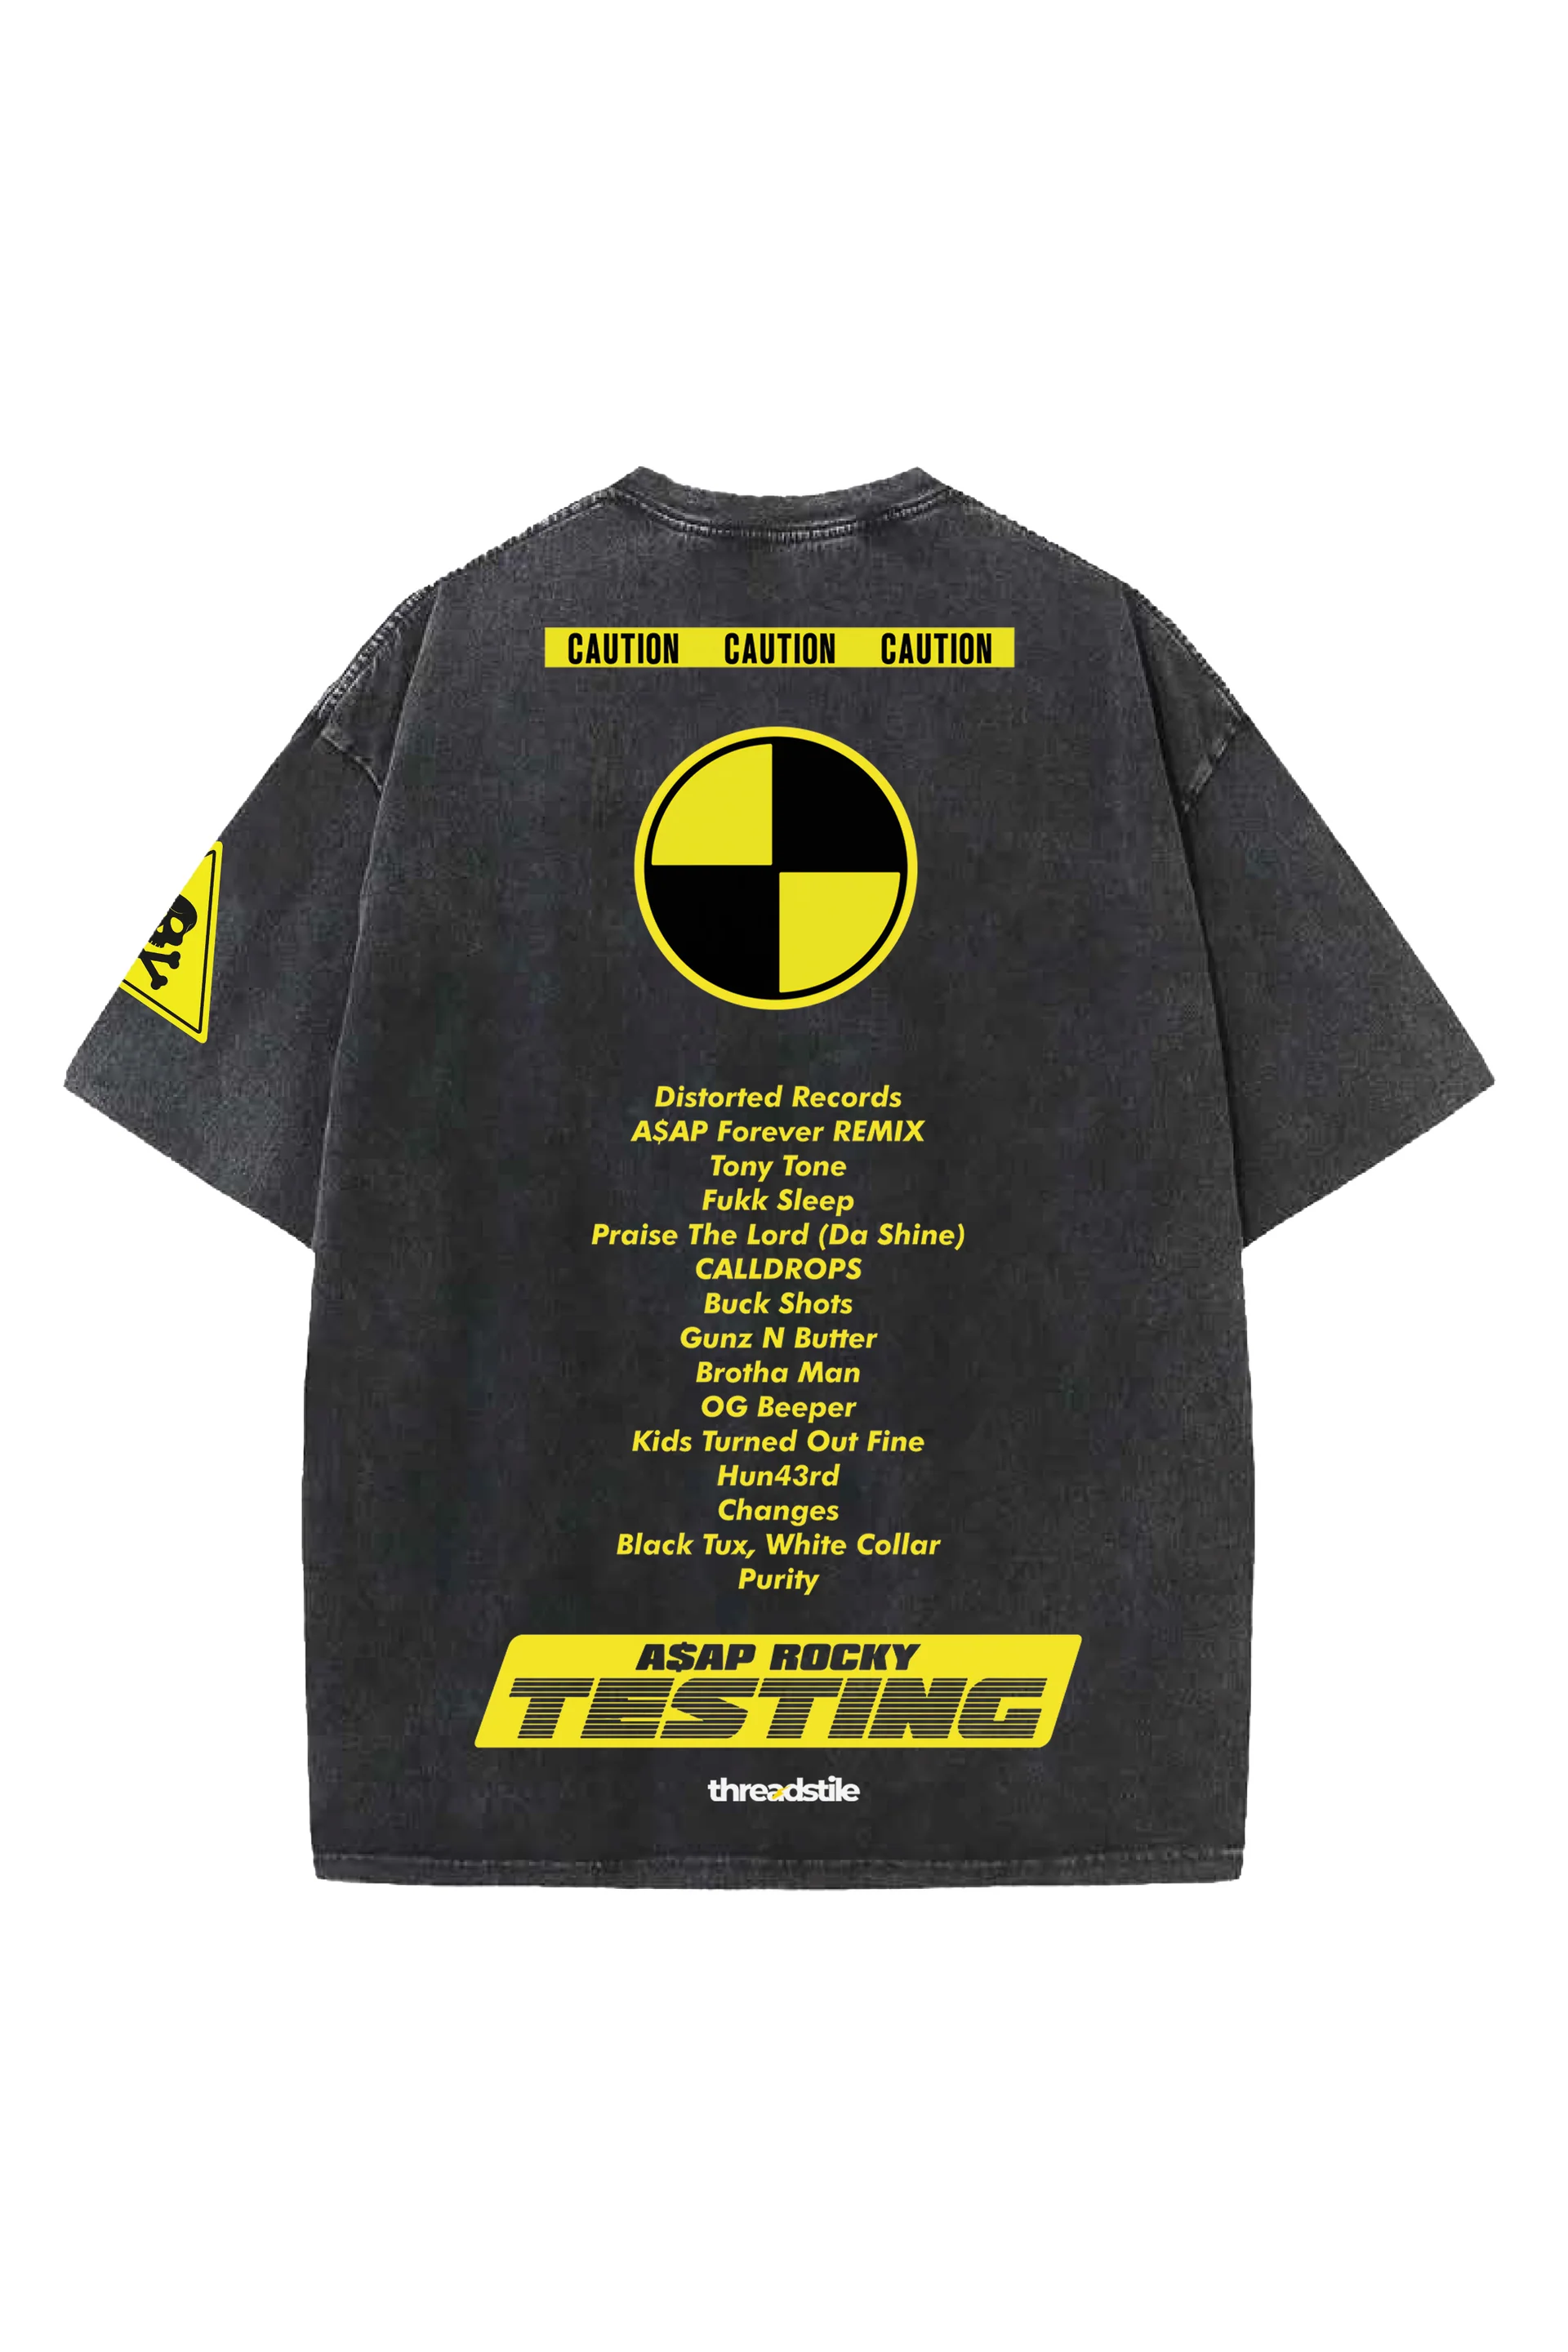 CAUTION CAUTION CAUTION
Distorted Records
A$AP Forever REMIX
Tony Tone
Fukk Sleep
Praise The Lord (Da Shine)
CALLDROPS
Buck Shots
Gunz N Butter
Brotha Man
OG Beeper
Kids Turned Out Fine
Hun43rd
Changes
Black Tux, White Collar
Purity
A$AP ROCKY
TESTING
threadstile